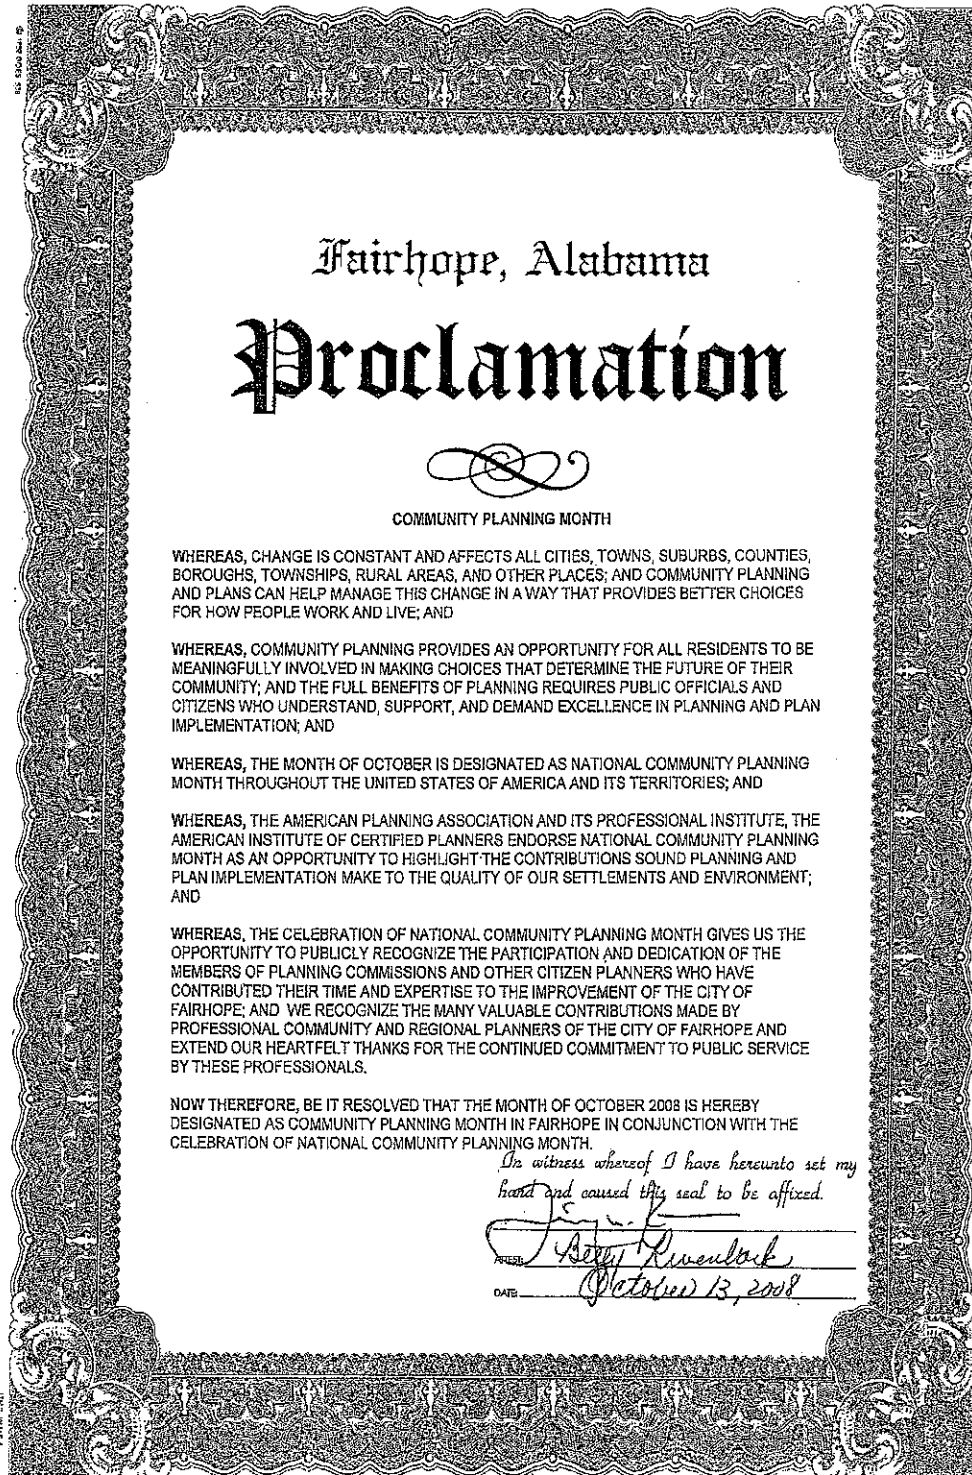 Fairhope, Alabama
Proclamation
COMMUNITY PLANNING MONTH
WHEREAS, CHANGE IS CONSTANT AND AFFECTS ALL CITIES, TOWNS, SUBURBS, COUNTIES,
BOROUGHS, TOWNSHIPS, RURAL AREAS, AND OTHER PLACES; AND COMMUNITY PLANNING
AND PLANS CAN HELP MANAGE THIS CHANGE IN A WAY THAT PROVIDES BETTER CHOICES
FOR HOW PEOPLE WORK AND LIVE; AND
WHEREAS, COMMUNITY PLANNING PROVIDES AN OPPORTUNITY FOR ALL RESIDENTS TO BE
MEANINGFULLY INVOLVED IN MAKING CHOICES THAT DETERMINE THE FUTURE OF THEIR
COMMUNITY; AND THE FULL BENEFITS OF PLANNING REQUIRES PUBLIC OFFICIALS AND
CITIZENS WHO UNDERSTAND, SUPPORT, AND DEMAND EXCELLENCE IN PLANNING AND PLAN
IMPLEMENTATION; AND
WHEREAS, THE MONTH OF OCTOBER IS DESIGNATED AS NATIONAL COMMUNITY PLANNING
MONTH THROUGHOUT THE UNITED STATES OF AMERICA AND ITS TERRITORIES; AND
WHEREAS, THE AMERICAN PLANNING ASSOCIATION AND ITS PROFESSIONAL INSTITUTE, THE
AMERICAN INSTITUTE OF CERTIFIED PLANNERS ENDORSE NATIONAL COMMUNITY PLANNING
MONTH AS AN OPPORTUNITY TO HIGHLIGHT THE CONTRIBUTIONS SOUND PLANNING AND
PLAN IMPLEMENTATION MAKE TO THE QUALITY OF OUR SETTLEMENTS AND ENVIRONMENT;
AND
WHEREAS, THE CELEBRATION OF NATIONAL COMMUNITY PLANNING MONTH GIVES US THE
OPPORTUNITY TO PUBLICLY RECOGNIZE THE PARTICIPATION AND DEDICATION OF THE
MEMBERS OF PLANNING COMMISSIONS AND OTHER CITIZEN PLANNERS WHO HAVE
CONTRIBUTED THEIR TIME AND EXPERTISE TO THE IMPROVEMENT OF THE CITY OF
FAIRHOPE; AND WE RECOGNIZE THE MANY VALUABLE CONTRIBUTIONS MADE BY
PROFESSIONAL COMMUNITY AND REGIONAL PLANNERS OF THE CITY OF FAIRHOPE AND
EXTEND OUR HEARTFELT THANKS FOR THE CONTINUED COMMITMENT TO PUBLIC SERVICE
BY THESE PROFESSIONALS.
NOW THEREFORE, BE IT RESOLVED THAT THE MONTH OF OCTOBER 2008 IS HEREBY
DESIGNATED AS COMMUNITY PLANNING MONTH IN FAIRHOPE IN CONJUNCTION WITH THE
CELEBRATION OF NATIONAL COMMUNITY PLANNING MONTH.
In witness whereof I have hereunto set my
hand and caused this seal to be affixed.
ATTEST: Betty Rivenbark
DATE: October 13, 2008